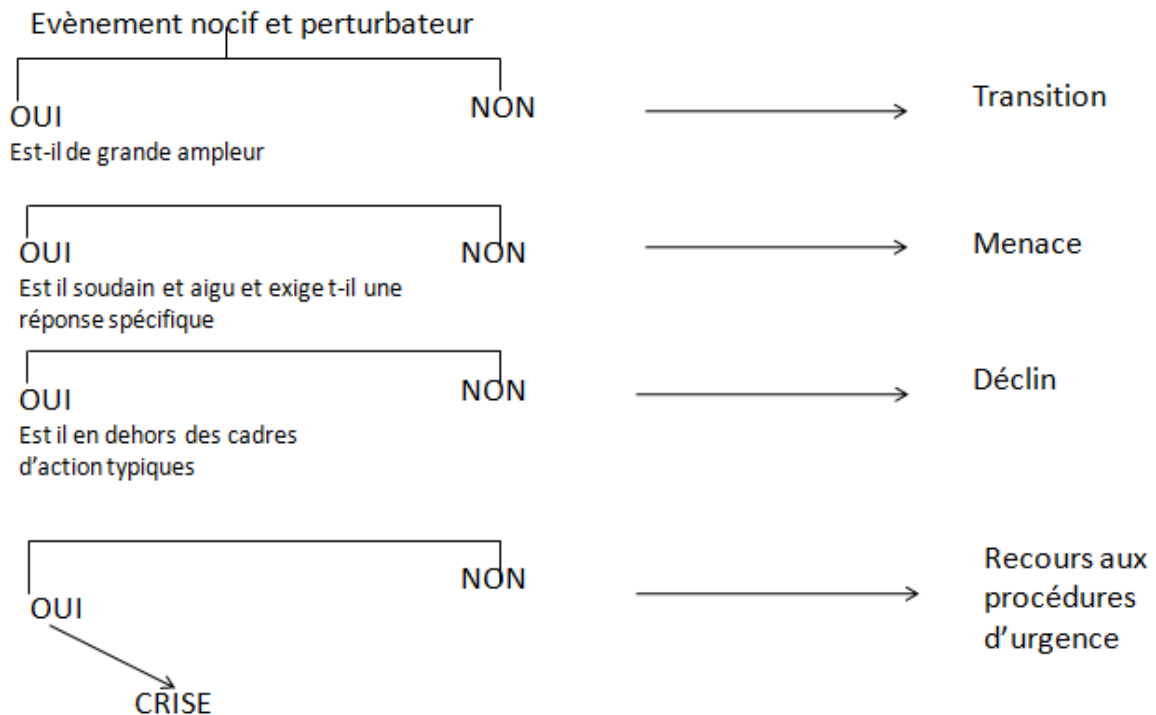 Evènement nocif et perturbateur
OUI
NON
Transition
Est-il de grande ampleur
OUI
NON
Menace
Est il soudain et aigu et exige t-il une
réponse spécifique
OUI
NON
Déclin
Est il en dehors des cadres
d'action typiques
OUI
NON
Recours aux
procédures
d'urgence
CRISE